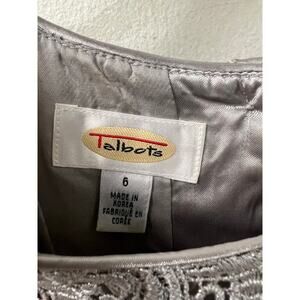 Talbots
6
MADE IN
KOREA
FABRIQUÉ EN
CORÉE